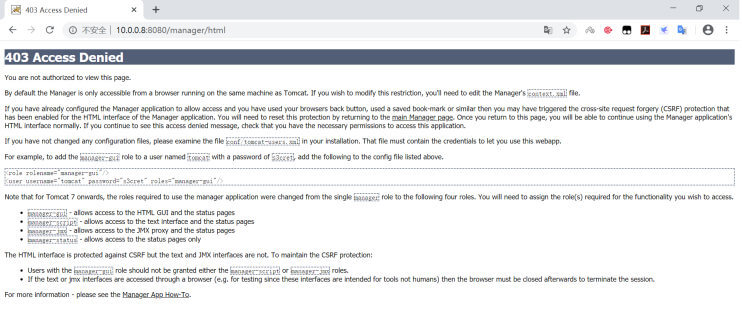 403 Access Denied
不安全 | 10.0.0.8:8080/manager/html
403 Access Denied
You are not authorized to view this page.
By default the Manager is only accessible from a browser running on the same machine as Tomcat. If you wish to modify this restriction, you'll need to edit the Manager's context.xml file.
If you have already configured the Manager application to allow access and you have used your browsers back button, used a saved book-mark or similar then you may have triggered the cross-site request forgery (CSRF) protection
that has been enabled for the HTML interface of the Manager application. You will need to reset this protection by returning to the main Manager page. Once you return to this page, you will be able to continue using the Manager application's
HTML interface normally. If you continue to see this access denied message, check that you have the necessary permissions to access this application.
If you have not changed any configuration files, please examine the file conf/tomcat-users.xml in your installation. That file must contain the credentials to let you use this webapp.
For example, to add the manager-gui role to a user named tomcat with a password of s3cret, add the following to the config file listed above.
<role rolename="manager-gui"/>
<user username="tomcat" password="s3cret" roles="manager-gui"/>
Note that for Tomcat 7 onwards, the roles required to use the manager application were changed from the single manager role to the following four roles. You will need to assign the role(s) required for the functionality you wish to access.
• manager-gui - allows access to the HTML GUI and the status pages
• manager-script - allows access to the text interface and the status pages
• manager-jmx - allows access to the JMX proxy and the status pages
• manager-status - allows access to the status pages only
The HTML interface is protected against CSRF but the text and JMX interfaces are not. To maintain the CSRF protection:
• Users with the manager-gui role should not be granted either the manager-script or manager-jmx roles.
• If the text or jmx interfaces are accessed through a browser (e.g. for testing since these interfaces are intended for tools not humans) then the browser must be closed afterwards to terminate the session.
For more information - please see the Manager App How-To.